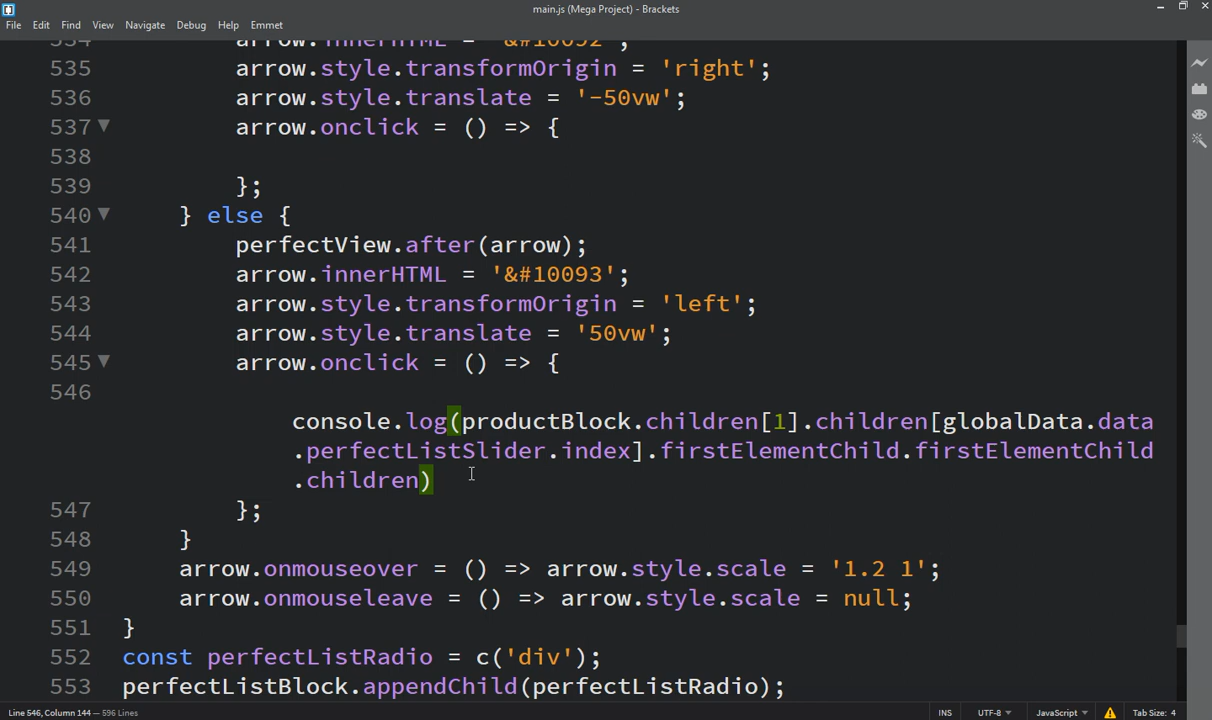 main.js (Mega Project) - Brackets
File Edit Find View Navigate Debug Help Emmet
534 arrow.innerHTML = '&#10092';
535 arrow.style.transformOrigin = 'right';
536 arrow.style.translate = '-50vw';
537 arrow.onclick = () => {
538
539 };
540 } else {
541 perfectView.after(arrow);
542 arrow.innerHTML = '&#10093';
543 arrow.style.transformOrigin = 'left';
544 arrow.style.translate = '50vw';
545 arrow.onclick = () => {
546
console.log(productBlock.children[1].children[globalData.data
.perfectListSlider.index].firstElementChild.firstElementChild
.children)
547 };
548 }
549 arrow.onmouseover = () => arrow.style.scale = '1.2 1';
550 arrow.onmouseleave = () => arrow.style.scale = null;
551 }
552 const perfectListRadio = c('div');
553 perfectListBlock.appendChild(perfectListRadio);
Line 546, Column 144 — 596 Lines INS UTF-8 JavaScript Tab Size: 4